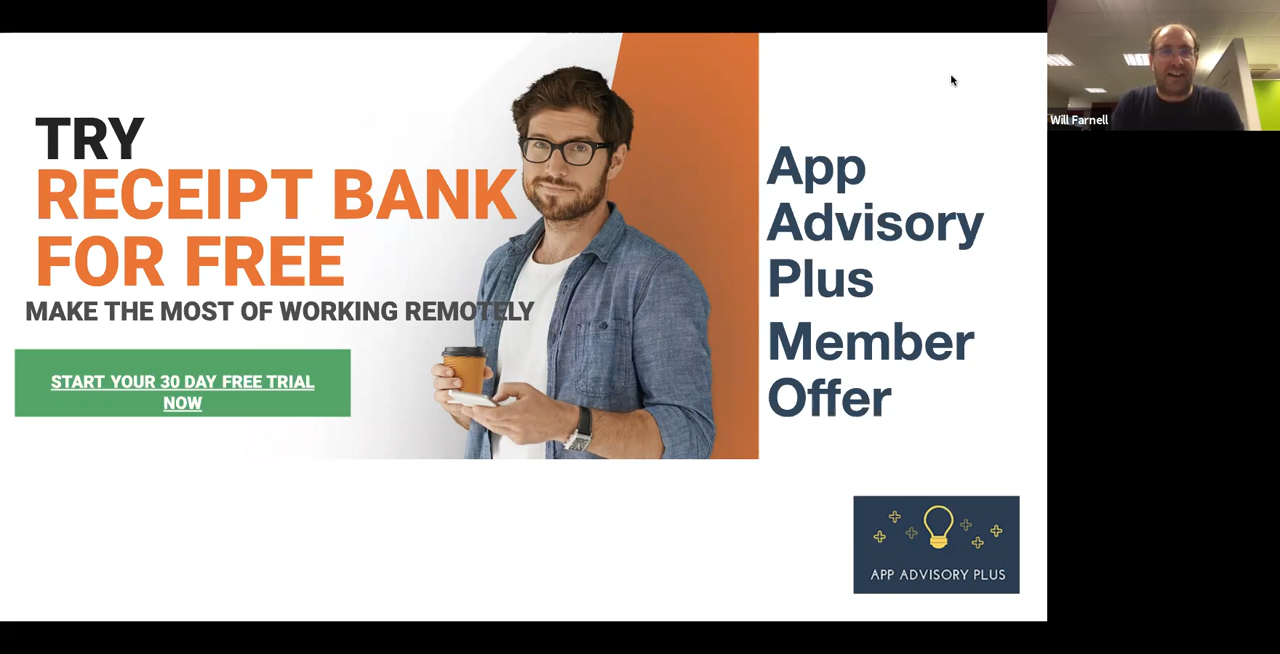 TRY
RECEIPT BANK
FOR FREE
MAKE THE MOST OF WORKING REMOTELY
START YOUR 30 DAY FREE TRIAL
NOW
App
Advisory
Plus
Member
Offer
APP ADVISORY PLUS
Will Farnell